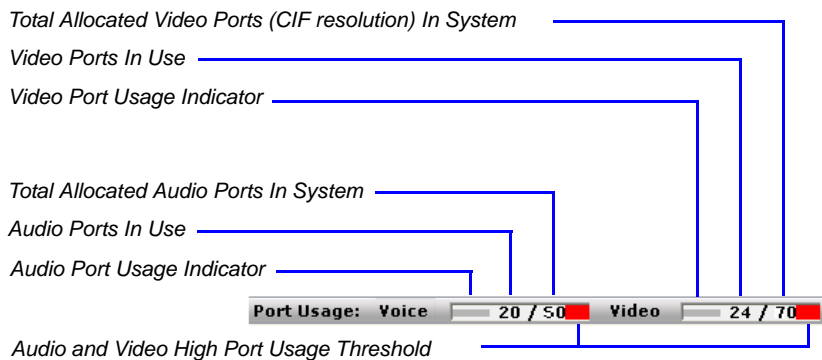 Total Allocated Video Ports (CIF resolution) In System
Video Ports In Use
Video Port Usage Indicator
Total Allocated Audio Ports In System
Audio Ports In Use
Audio Port Usage Indicator
Port Usage: Voice 20 / 50 Video 24 / 70
Audio and Video High Port Usage Threshold